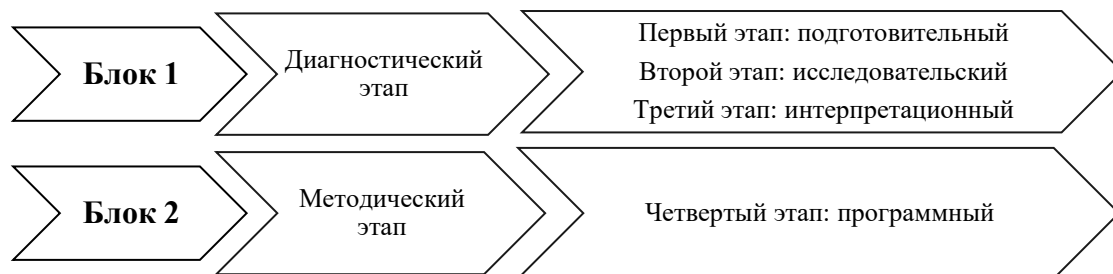 Блок 1
Диагностический
этап
Первый этап: подготовительный
Второй этап: исследовательский
Третий этап: интерпретационный
Блок 2
Методический
этап
Четвертый этап: программный